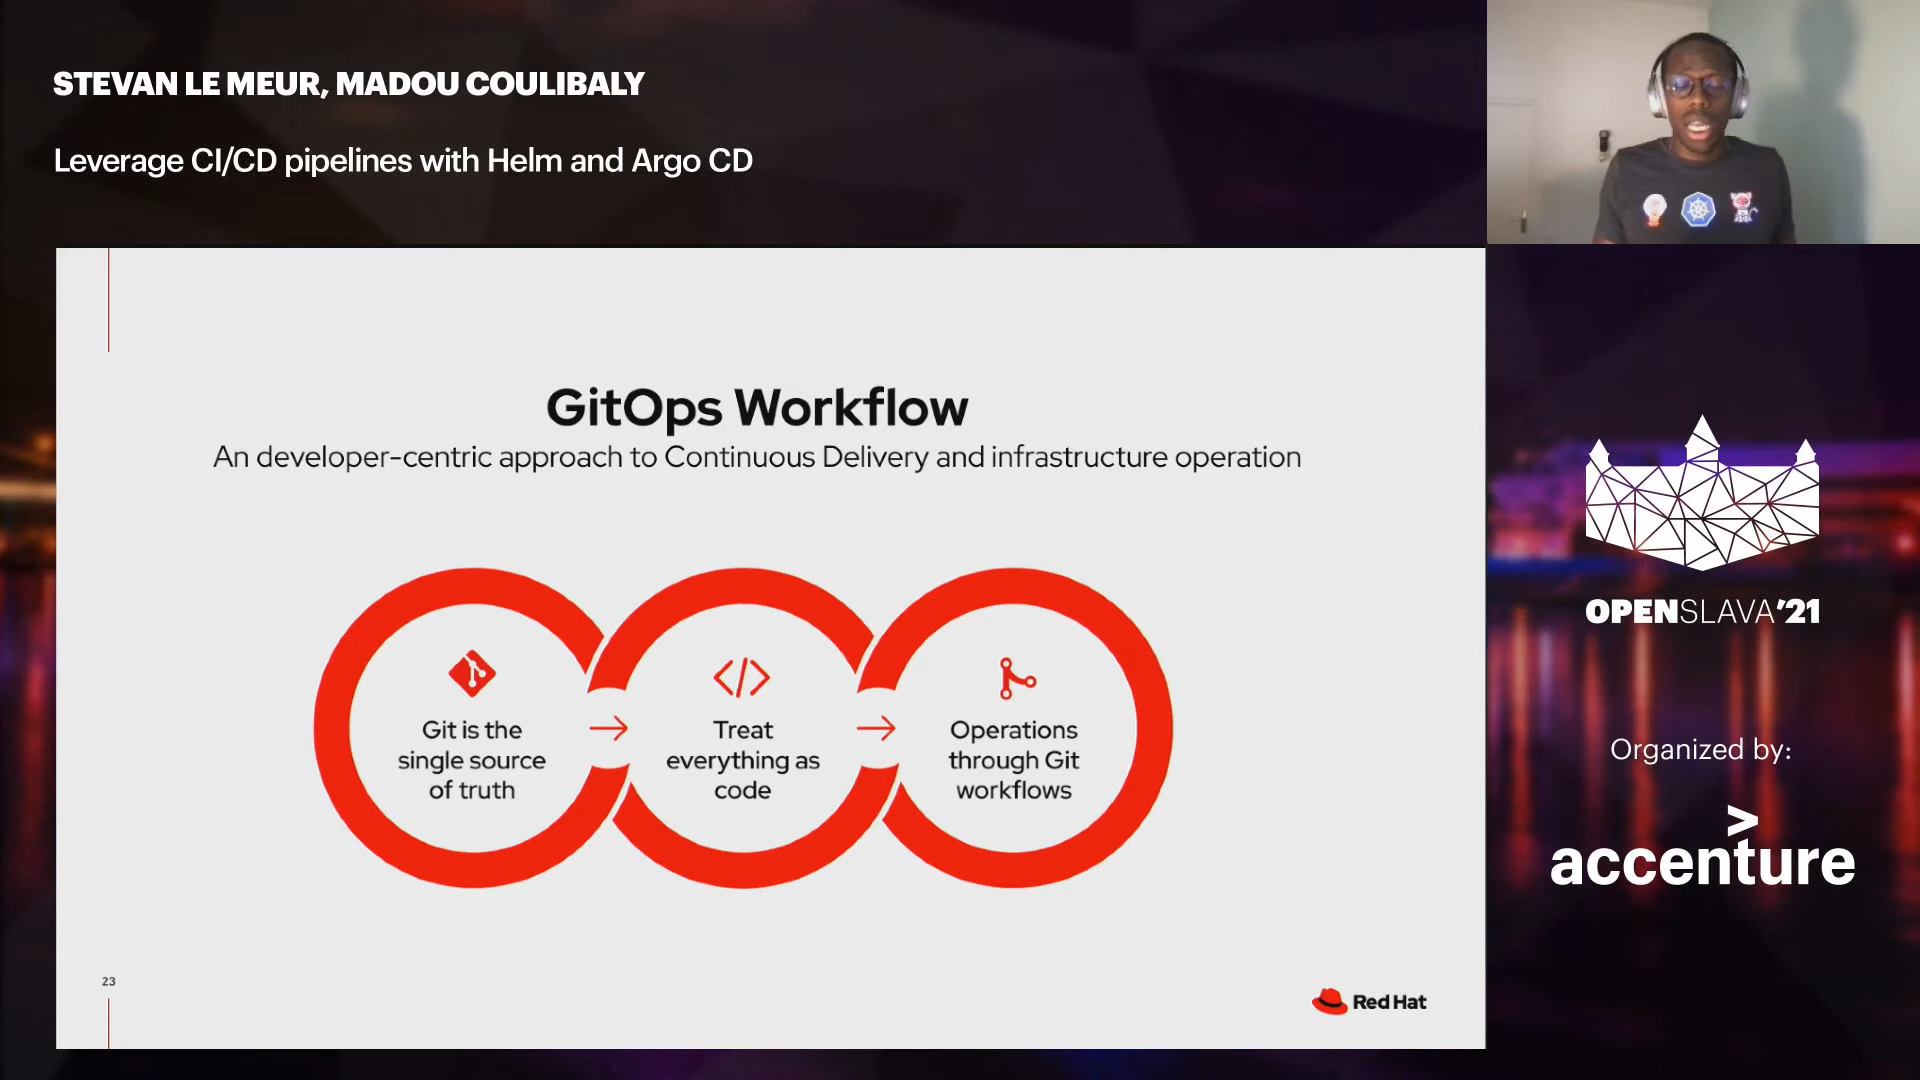 STEVAN LE MEUR, MADOU COULIBALY
Leverage CI/CD pipelines with Helm and Argo CD
GitOps Workflow
An developer-centric approach to Continuous Delivery and infrastructure operation
Git is the
single source
of truth
Treat
everything as
code
Operations
through Git
workflows
23
Red Hat
OPENSLAVA'21
Organized by:
accenture